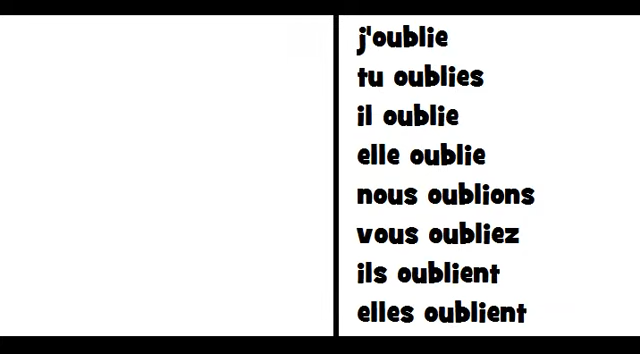 j'oublie
tu oublies
il oublie
elle oublie
nous oublions
vous oubliez
ils oublient
elles oublient